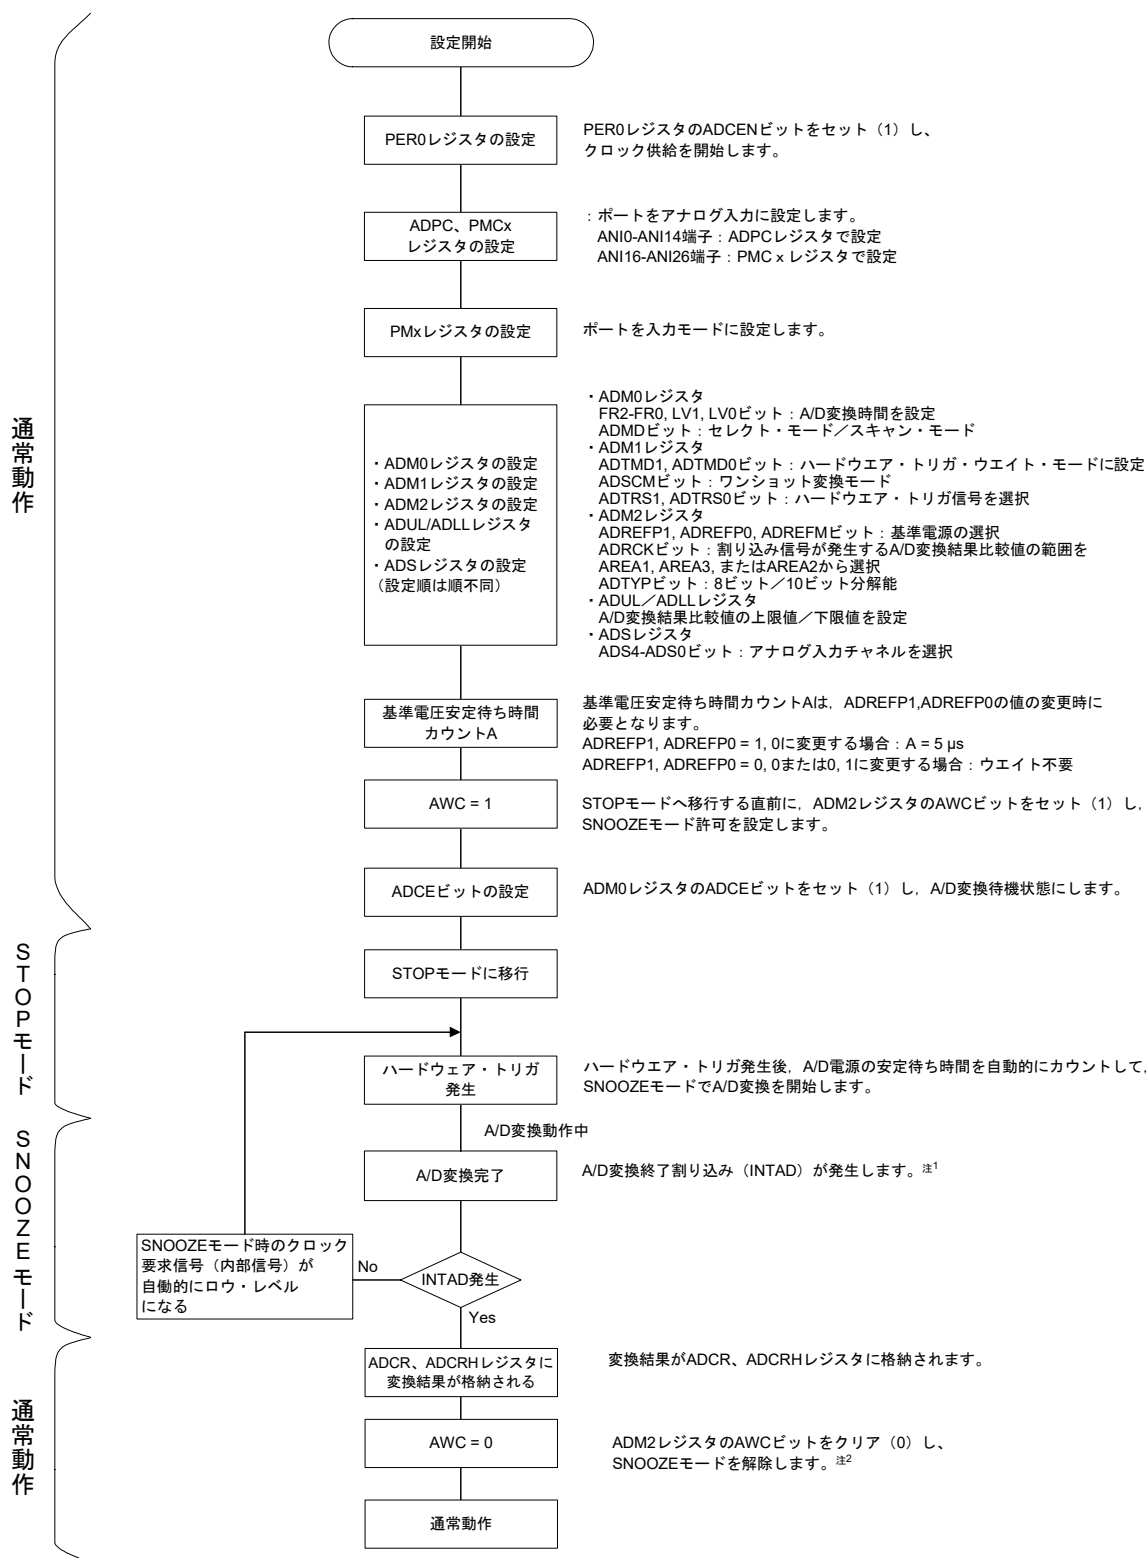 設定開始
PER0レジスタの設定
PER0レジスタのADCENビットをセット（1）し、
クロック供給を開始します。
ADPC、PMCx
レジスタの設定
：ポートをアナログ入力に設定します。
ANI0-ANI14端子：ADPCレジスタで設定
ANI16-ANI26端子：PMC x レジスタで設定
PMxレジスタの設定
ポートを入力モードに設定します。
通常動作
・ADM0レジスタの設定
・ADM1レジスタの設定
・ADM2レジスタの設定
・ADUL/ADLLレジスタ
の設定
・ADSレジスタの設定
（設定順は順不同）
・ADM0レジスタ
FR2-FR0, LV1, LV0ビット：A/D変換時間を設定
ADMDビット：セレクト・モード／スキャン・モード
・ADM1レジスタ
ADTMD1, ADTMD0ビット：ハードウエア・トリガ・ウエイト・モードに設定
ADSCMビット：ワンショット変換モード
ADTRS1, ADTRS0ビット：ハードウエア・トリガ信号を選択
・ADM2レジスタ
ADREFP1, ADREFP0, ADREFMビット：基準電源の選択
ADRCKビット：割り込み信号が発生するA/D変換結果比較値の範囲を
AREA1, AREA3, またはAREA2から選択
ADTYPビット：8ビット／10ビット分解能
・ADUL／ADLLレジスタ
A/D変換結果比較値の上限値／下限値を設定
・ADSレジスタ
ADS4-ADS0ビット：アナログ入力チャネルを選択
基準電圧安定待ち時間
カウントA
基準電圧安定待ち時間カウントAは，ADREFP1,ADREFP0の値の変更時に
必要となります。
ADREFP1, ADREFP0 = 1, 0に変更する場合：A = 5 μs
ADREFP1, ADREFP0 = 0, 0または0, 1に変更する場合：ウエイト不要
AWC = 1
STOPモードへ移行する直前に，ADM2レジスタのAWCビットをセット（1）し，
SNOOZEモード許可を設定します。
ADCEビットの設定
ADM0レジスタのADCEビットをセット（1）し，A/D変換待機状態にします。
STOPモード
STOPモードに移行
ハードウェア・トリガ
発生
ハードウエア・トリガ発生後，A/D電源の安定待ち時間を自動的にカウントして，
SNOOZEモードでA/D変換を開始します。
A/D変換動作中
SNOOZEモード
A/D変換完了
A/D変換終了割り込み（INTAD）が発生します。注1
SNOOZEモード時のクロック
要求信号（内部信号）が
自働的にロウ・レベル
になる
No
INTAD発生
Yes
ADCR、ADCRHレジスタに
変換結果が格納される
変換結果がADCR、ADCRHレジスタに格納されます。
通常動作
AWC = 0
ADM2レジスタのAWCビットをクリア（0）し、
SNOOZEモードを解除します。注2
通常動作